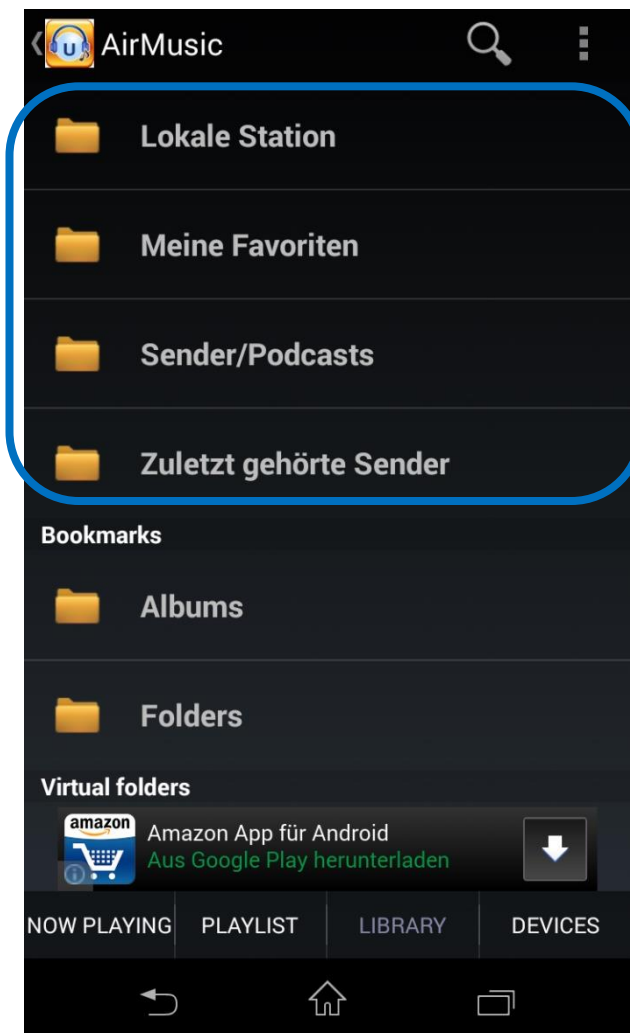 U AirMusic
Lokale Station
Meine Favoriten
Sender/Podcasts
Zuletzt gehörte Sender
Bookmarks
Albums
Folders
Virtual folders
amazon
Amazon App für Android
Aus Google Play herunterladen
NOW PLAYING PLAYLIST LIBRARY DEVICES